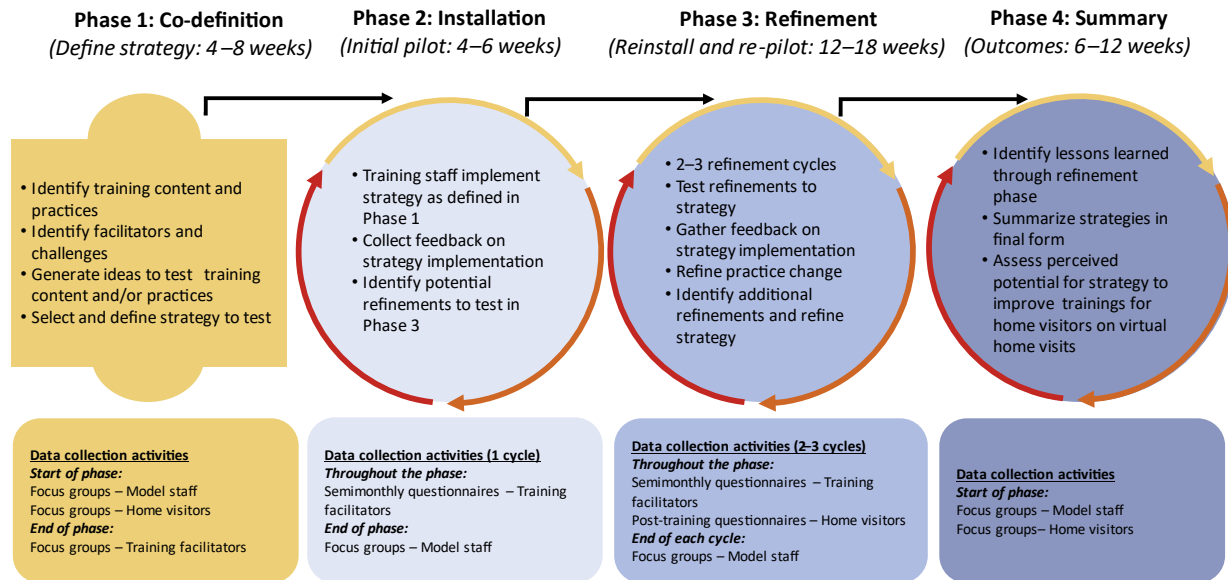 Phase 1: Co-definition
(Define strategy: 4–8 weeks)
• Identify training content and
practices
• Identify facilitators and
challenges
• Generate ideas to test training
content and/or practices
• Select and define strategy to test
Data collection activities
Start of phase:
Focus groups – Model staff
Focus groups – Home visitors
End of phase:
Focus groups – Training facilitators
Phase 2: Installation
(Initial pilot: 4–6 weeks)
• Training staff implement
strategy as defined in
Phase 1
• Collect feedback on
strategy implementation
• Identify potential
refinements to test in
Phase 3
Data collection activities (1 cycle)
Throughout the phase:
Semimonthly questionnaires – Training
facilitators
End of phase:
Focus groups – Model staff
Phase 3: Refinement
(Reinstall and re-pilot: 12–18 weeks)
• 2–3 refinement cycles
• Test refinements to
strategy
• Gather feedback on
strategy implementation
• Refine practice change
• Identify additional
refinements and refine
strategy
Data collection activities (2–3 cycles)
Throughout the phase:
Semimonthly questionnaires – Training
facilitators
Post-training questionnaires – Home visitors
End of each cycle:
Focus groups – Model staff
Phase 4: Summary
(Outcomes: 6–12 weeks)
• Identify lessons learned
through refinement
phase
• Summarize strategies in
final form
• Assess perceived
potential for strategy to
improve trainings for
home visitors on virtual
home visits
Data collection activities
Start of phase:
Focus groups – Model staff
Focus groups– Home visitors